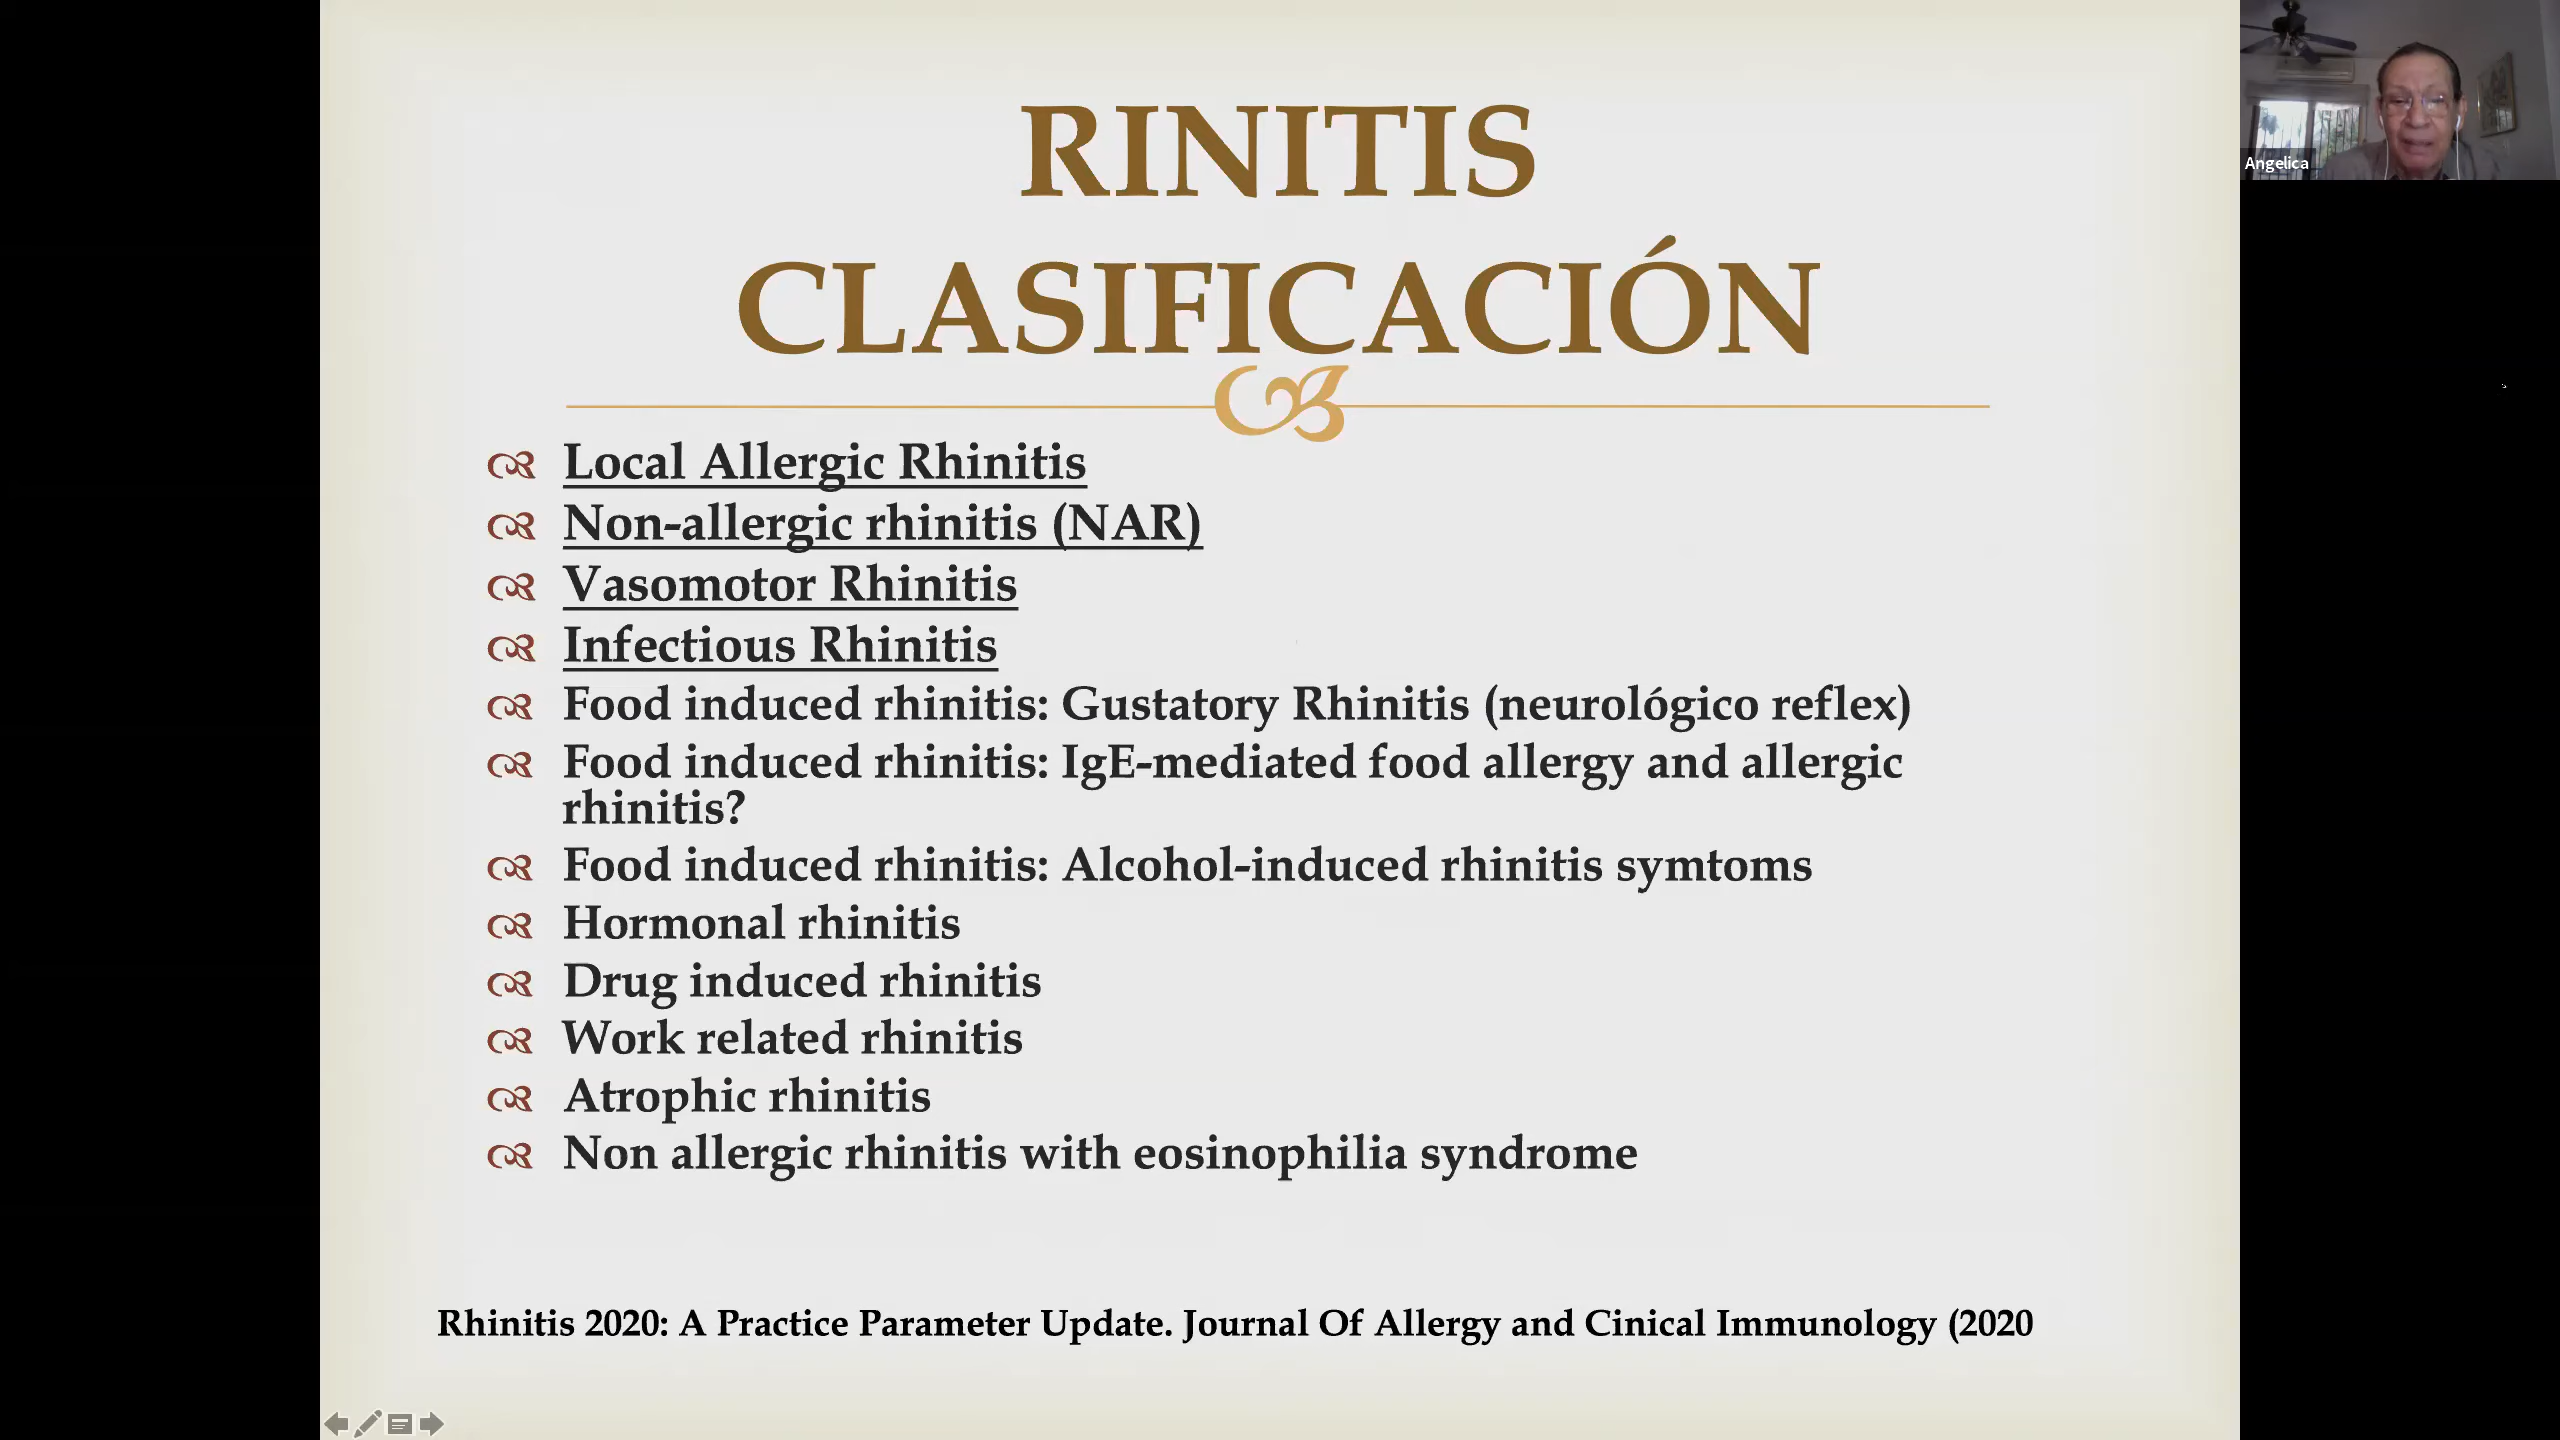 RINITIS
CLASIFICACIÓN
Local Allergic Rhinitis
Non-allergic rhinitis (NAR)
Vasomotor Rhinitis
Infectious Rhinitis
Food induced rhinitis: Gustatory Rhinitis (neurológico reflex)
Food induced rhinitis: IgE-mediated food allergy and allergic
rhinitis?
Food induced rhinitis: Alcohol-induced rhinitis symtoms
Hormonal rhinitis
Drug induced rhinitis
Work related rhinitis
Atrophic rhinitis
Non allergic rhinitis with eosinophilia syndrome
Rhinitis 2020: A Practice Parameter Update. Journal Of Allergy and Cinical Immunology (2020
Angelica